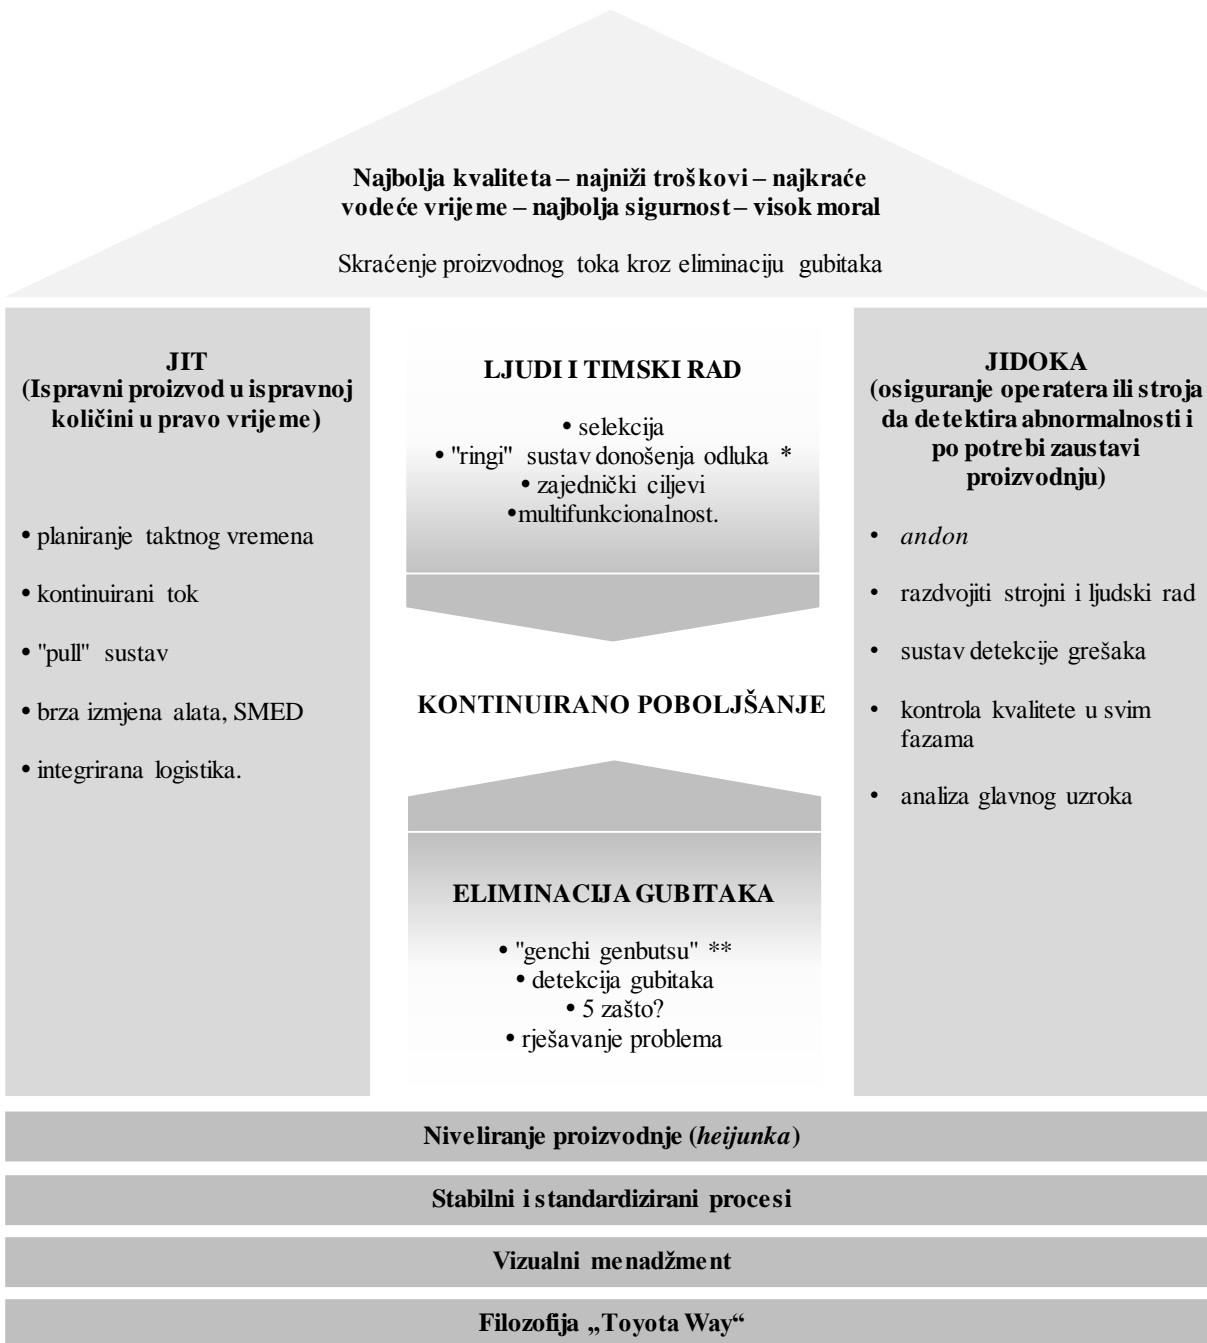 Najbolja kvaliteta – najniži troškovi – najkraće
vodeće vrijeme – najbolja sigurnost – visok moral
Skraćenje proizvodnog toka kroz eliminaciju gubitaka
JIT
(Ispravni proizvod u ispravnoj
količini u pravo vrijeme)
• planiranje taktnog vremena
• kontinuirani tok
• "pull" sustav
• brza izmjena alata, SMED
• integrirana logistika.
LJUDI I TIMSKI RAD
• selekcija
• "ringi" sustav donošenja odluka *
• zajednički ciljevi
•multifunkcionalnost.
KONTINUIRANO POBOLJŠANJE
ELIMINACIJA GUBITAKA
• "genchi genbutsu" **
• detekcija gubitaka
• 5 zašto?
• rješavanje problema
JIDOKA
(osiguranje operatera ili stroja
da detektira abnormalnosti i
po potrebi zaustavi
proizvodnju)
• andon
• razdvojiti strojni i ljudski rad
• sustav detekcije grešaka
• kontrola kvalitete u svim
fazama
• analiza glavnog uzroka
Niveliranje proizvodnje (heijunka)
Stabilni i standardizirani procesi
Vizualni menadžment
Filozofija „Toyota Way“